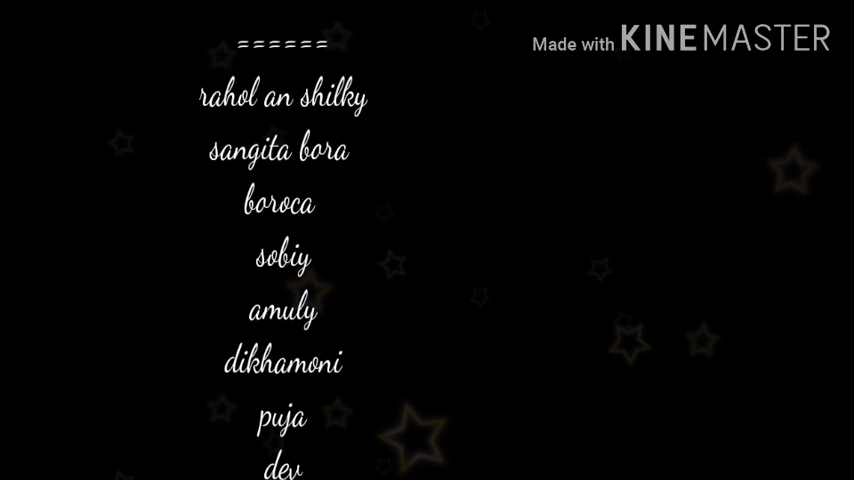 ======
Made with KINEMASTER
rahol an shilky
sangita bora
boroca
sobiy
amuly
dikhamoni
puja
dev